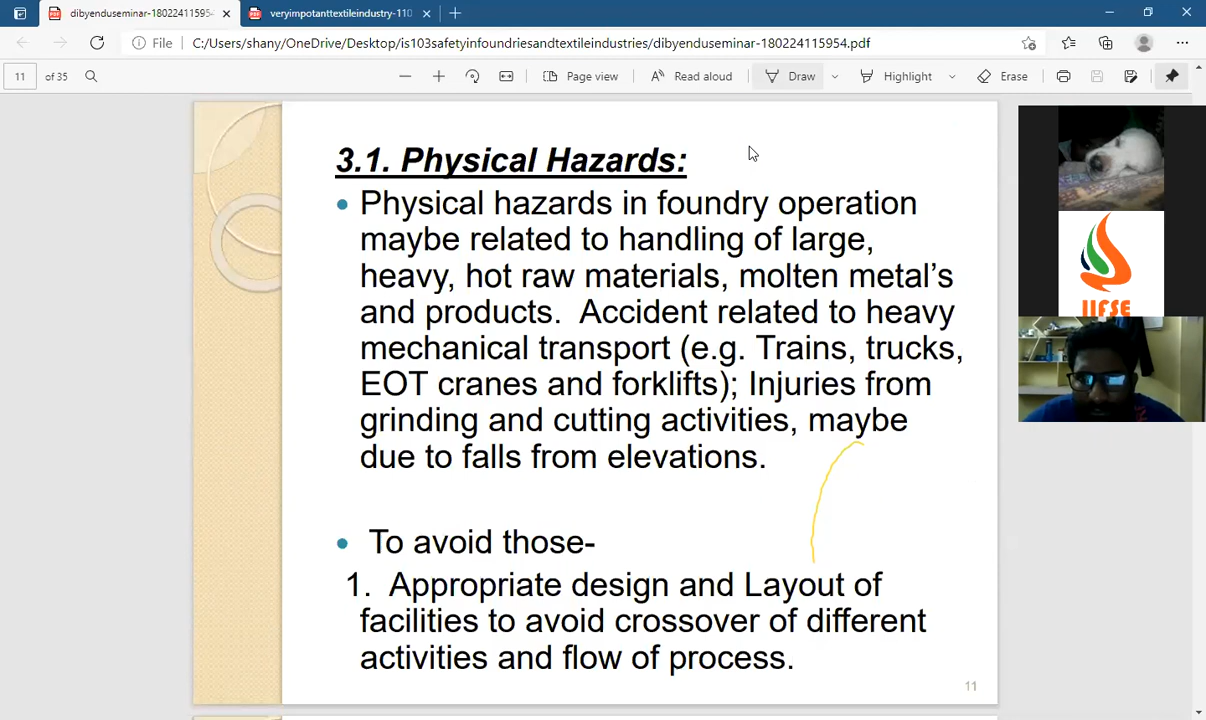 dibyenduseminar-180224115954
veryimpotanttextileindustry-110
File
C:/Users/shany/OneDrive/Desktop/is103safetyinfoundriesandtextileindustries/dibyenduseminar-180224115954.pdf
11 of 35
Page view
Read aloud
Draw
Highlight
Erase
3.1. Physical Hazards:
• Physical hazards in foundry operation
maybe related to handling of large,
heavy, hot raw materials, molten metal’s
and products. Accident related to heavy
mechanical transport (e.g. Trains, trucks,
EOT cranes and forklifts); Injuries from
grinding and cutting activities, maybe
due to falls from elevations.
• To avoid those-
1. Appropriate design and Layout of
facilities to avoid crossover of different
activities and flow of process.
11
IIFSE